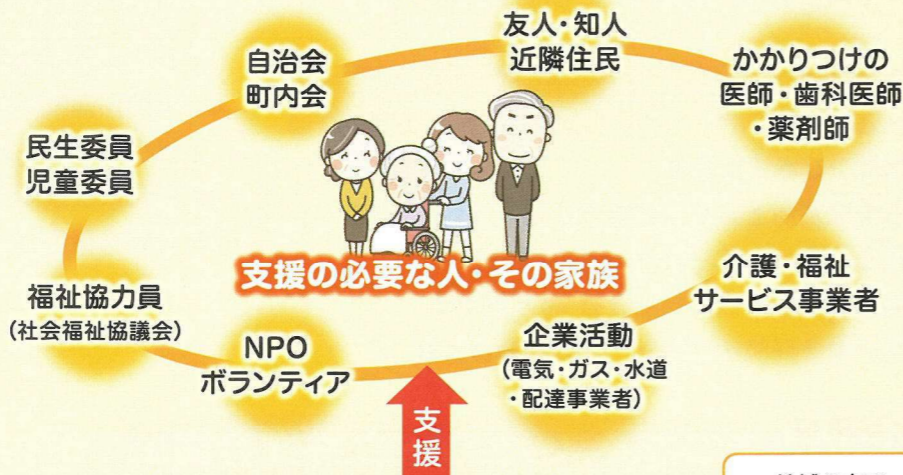 友人・知人
近隣住民
自治会
町内会
かかりつけの
医師・歯科医師
・薬剤師
民生委員
児童委員
支援の必要な人・その家族
介護・福祉
サービス事業者
福祉協力員
(社会福祉協議会)
NPO
ボランティア
企業活動
(電気・ガス・水道
・配達事業者)
支援